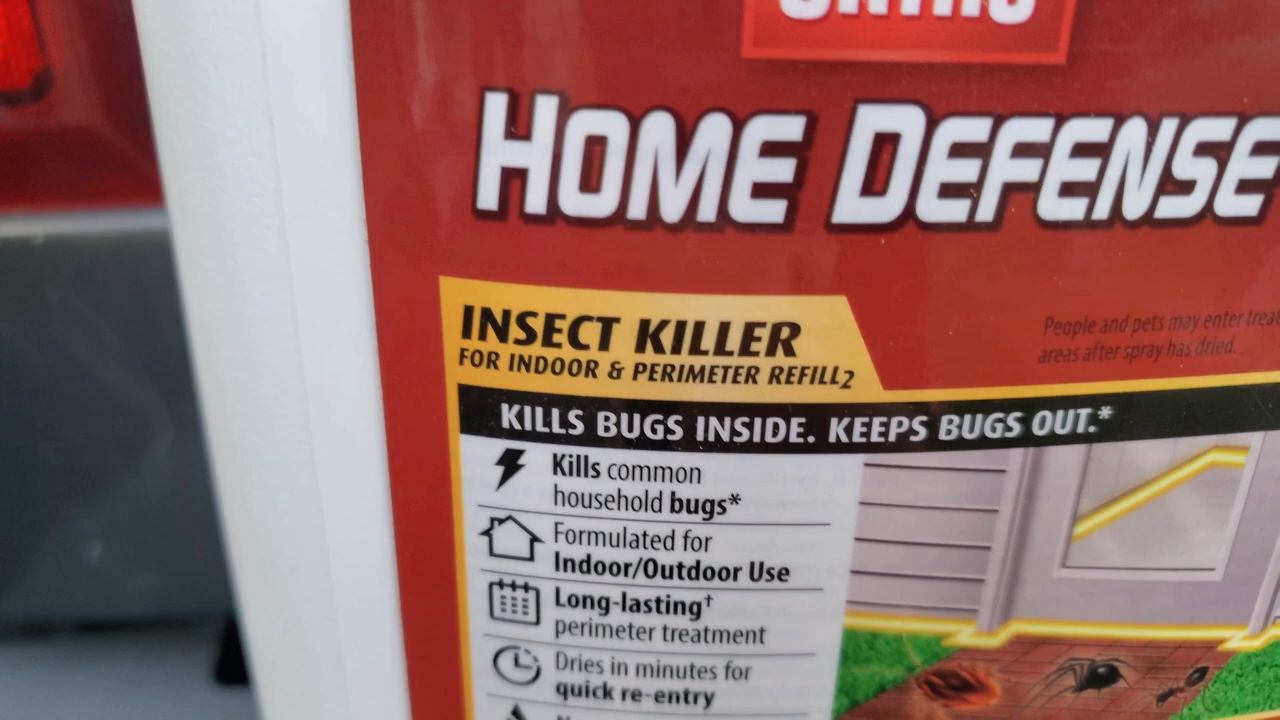 ORTHO
HOME DEFENSE
INSECT KILLER
FOR INDOOR & PERIMETER REFILL2
People and pets may enter
areas after spray has dried.
KILLS BUGS INSIDE. KEEPS BUGS OUT.*
Kills common
household bugs*
Formulated for
Indoor/Outdoor Use
Long-lasting†
perimeter treatment
Dries in minutes for
quick re-entry